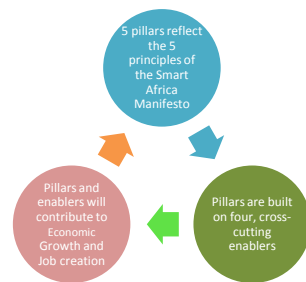 5 pillars reflect
the 5
principles of
the Smart
Africa
Manifesto
Pillars are built
on four, cross-
cutting
enablers
Pillars and
enablers will
contribute to
Economic
Growth and
Job creation